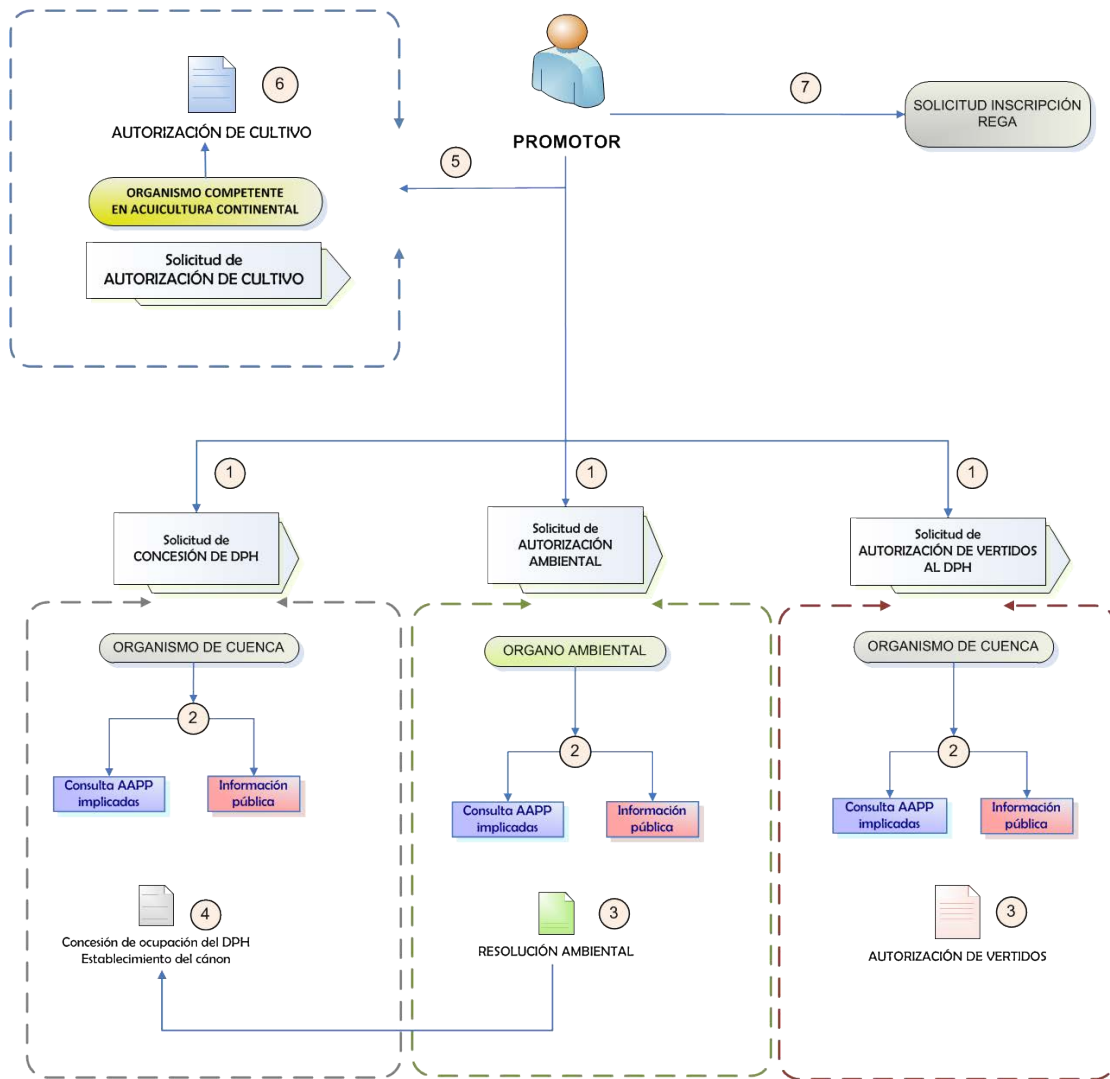 6
AUTORIZACIÓN DE CULTIVO
ORGANISMO COMPETENTE
EN ACUICULTURA CONTINENTAL
Solicitud de
AUTORIZACIÓN DE CULTIVO
PROMOTOR
5
7
SOLICITUD INSCRIPCIÓN
REGA
1
1
1
Solicitud de
CONCESIÓN DE DPH
Solicitud de
AUTORIZACIÓN
AMBIENTAL
Solicitud de
AUTORIZACIÓN DE VERTIDOS
AL DPH
ORGANISMO DE CUENCA
2
Consulta AAPP
implicadas
Información
pública
4
Concesión de ocupación del DPH
Establecimiento del cánon
ORGANO AMBIENTAL
2
Consulta AAPP
implicadas
Información
pública
3
RESOLUCIÓN AMBIENTAL
ORGANISMO DE CUENCA
2
Consulta AAPP
implicadas
Información
pública
3
AUTORIZACIÓN DE VERTIDOS